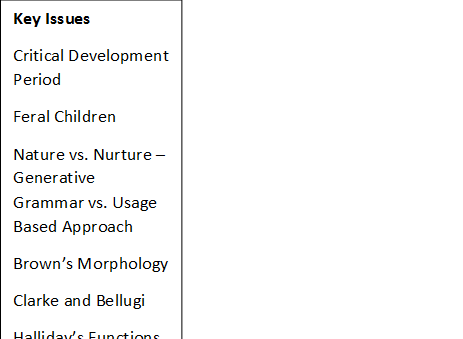 Key Issues
Critical Development
Period
Feral Children
Nature vs. Nurture –
Generative
Grammar vs. Usage
Based Approach
Brown’s Morphology
Clarke and Bellugi
Halliday’s Functions